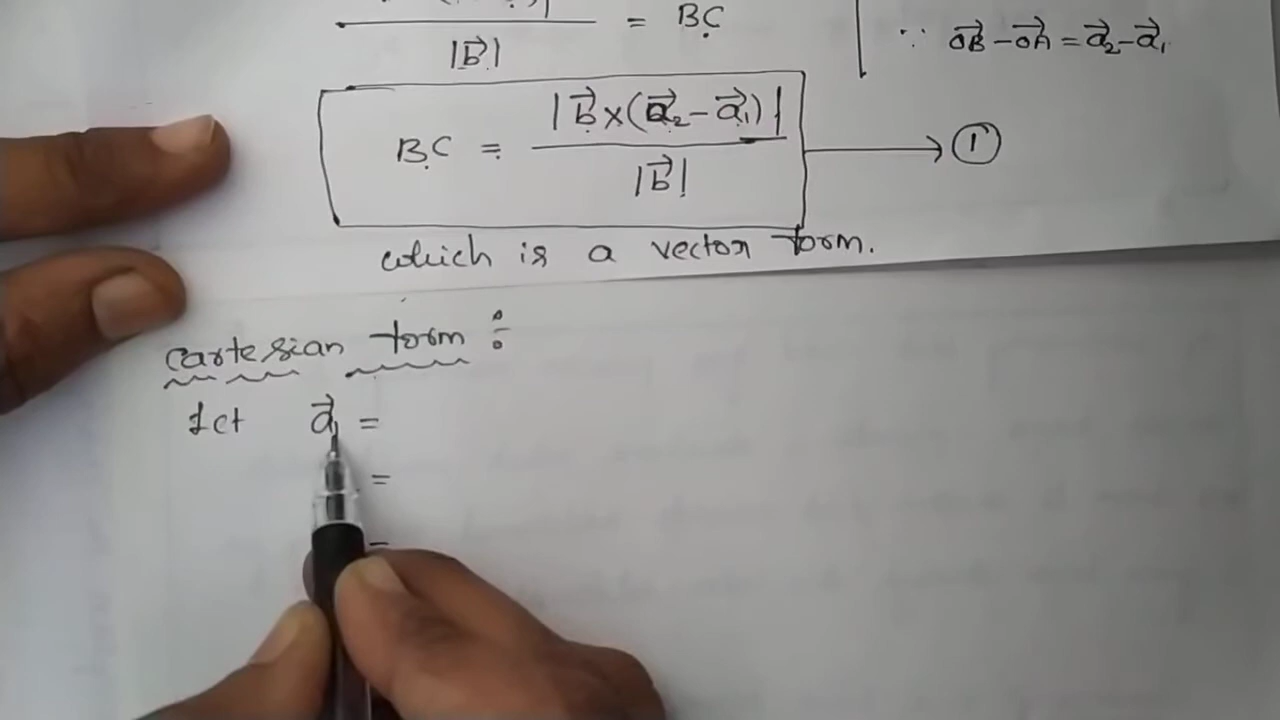 |b⃗| = BC
∵ OB⃗ - OA⃗ = a⃗₂ - a⃗₁
BC = |b⃗ × (a⃗₂ - a⃗₁)| / |b⃗| → ①
which is a vector form.
Cartesian form :
Let a⃗₁ =
=
=